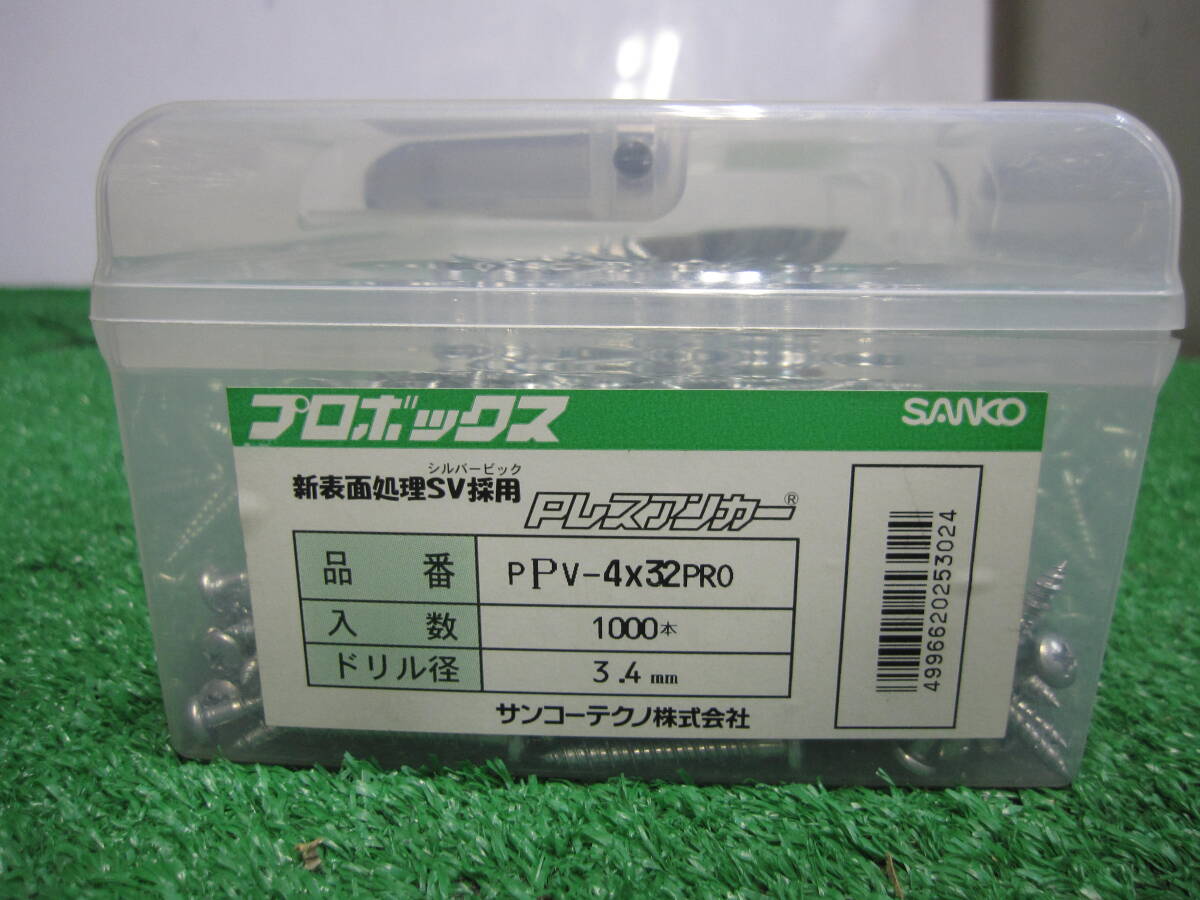 プロボックス
SANKO
シルバービック
新表面処理SV採用
Pレスアンカー®
品番 PPV-4x32PRO
入数 1000本
ドリル径 3.4mm
サンコーテクノ株式会社
4996620253024